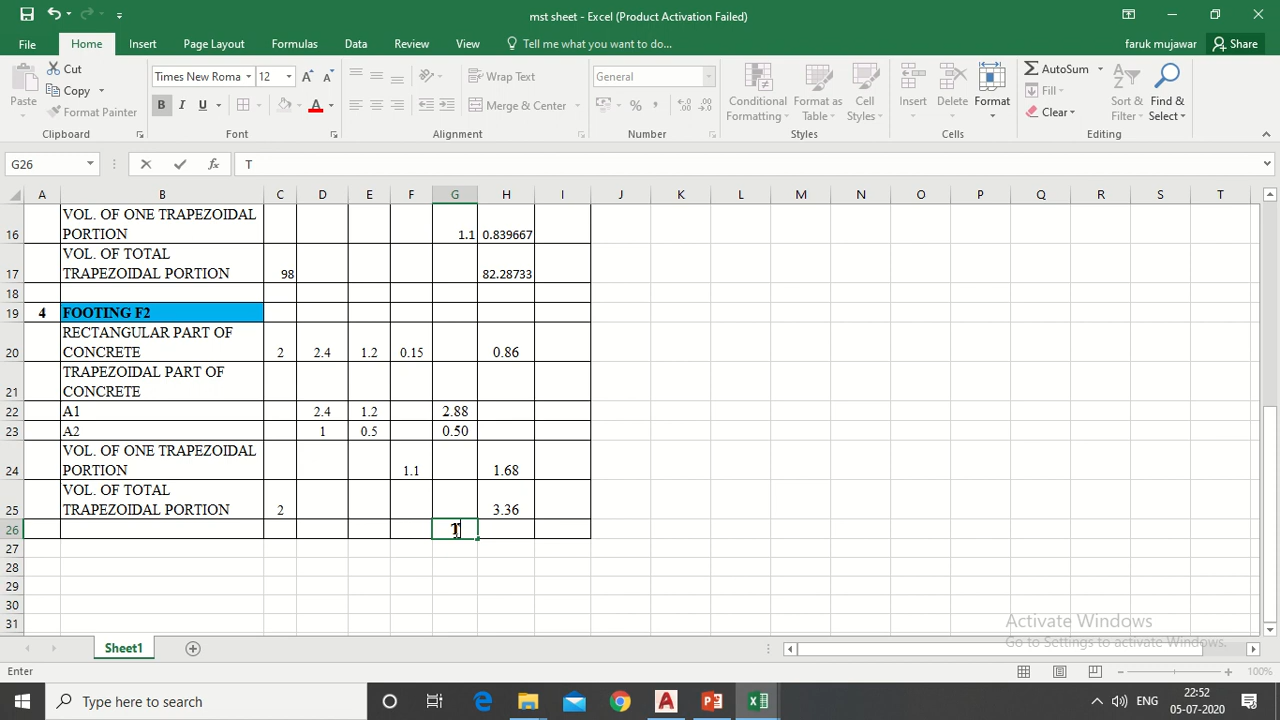 mst sheet - Excel (Product Activation Failed)
File Home Insert Page Layout Formulas Data Review View Tell me what you want to do... faruk mujawar Share
Paste Cut Copy Format Painter Clipboard
Times New Roma 12 B I U Font
Wrap Text Merge & Center Alignment
General % Number
Conditional Formatting Format as Table Cell Styles Styles
Insert Delete Format Cells
AutoSum Fill Clear Sort & Filter Find & Select Editing
G26 fx T
A B C D E F G H I J K L M N O P Q R S T
VOL. OF ONE TRAPEZOIDAL
16 PORTION 1.1 0.839667
VOL. OF TOTAL
17 TRAPEZOIDAL PORTION 98 82.28733
18
19 4 FOOTING F2
RECTANGULAR PART OF
20 CONCRETE 2 2.4 1.2 0.15 0.86
TRAPEZOIDAL PART OF
21 CONCRETE
22 A1 2.4 1.2 2.88
23 A2 1 0.5 0.50
VOL. OF ONE TRAPEZOIDAL
24 PORTION 1.1 1.68
VOL. OF TOTAL
25 TRAPEZOIDAL PORTION 2 3.36
26 T
27
28
29
30
31
Activate Windows
Go to Settings to activate Windows.
Sheet1
Enter 100%
Type here to search ENG 22:52
05-07-2020